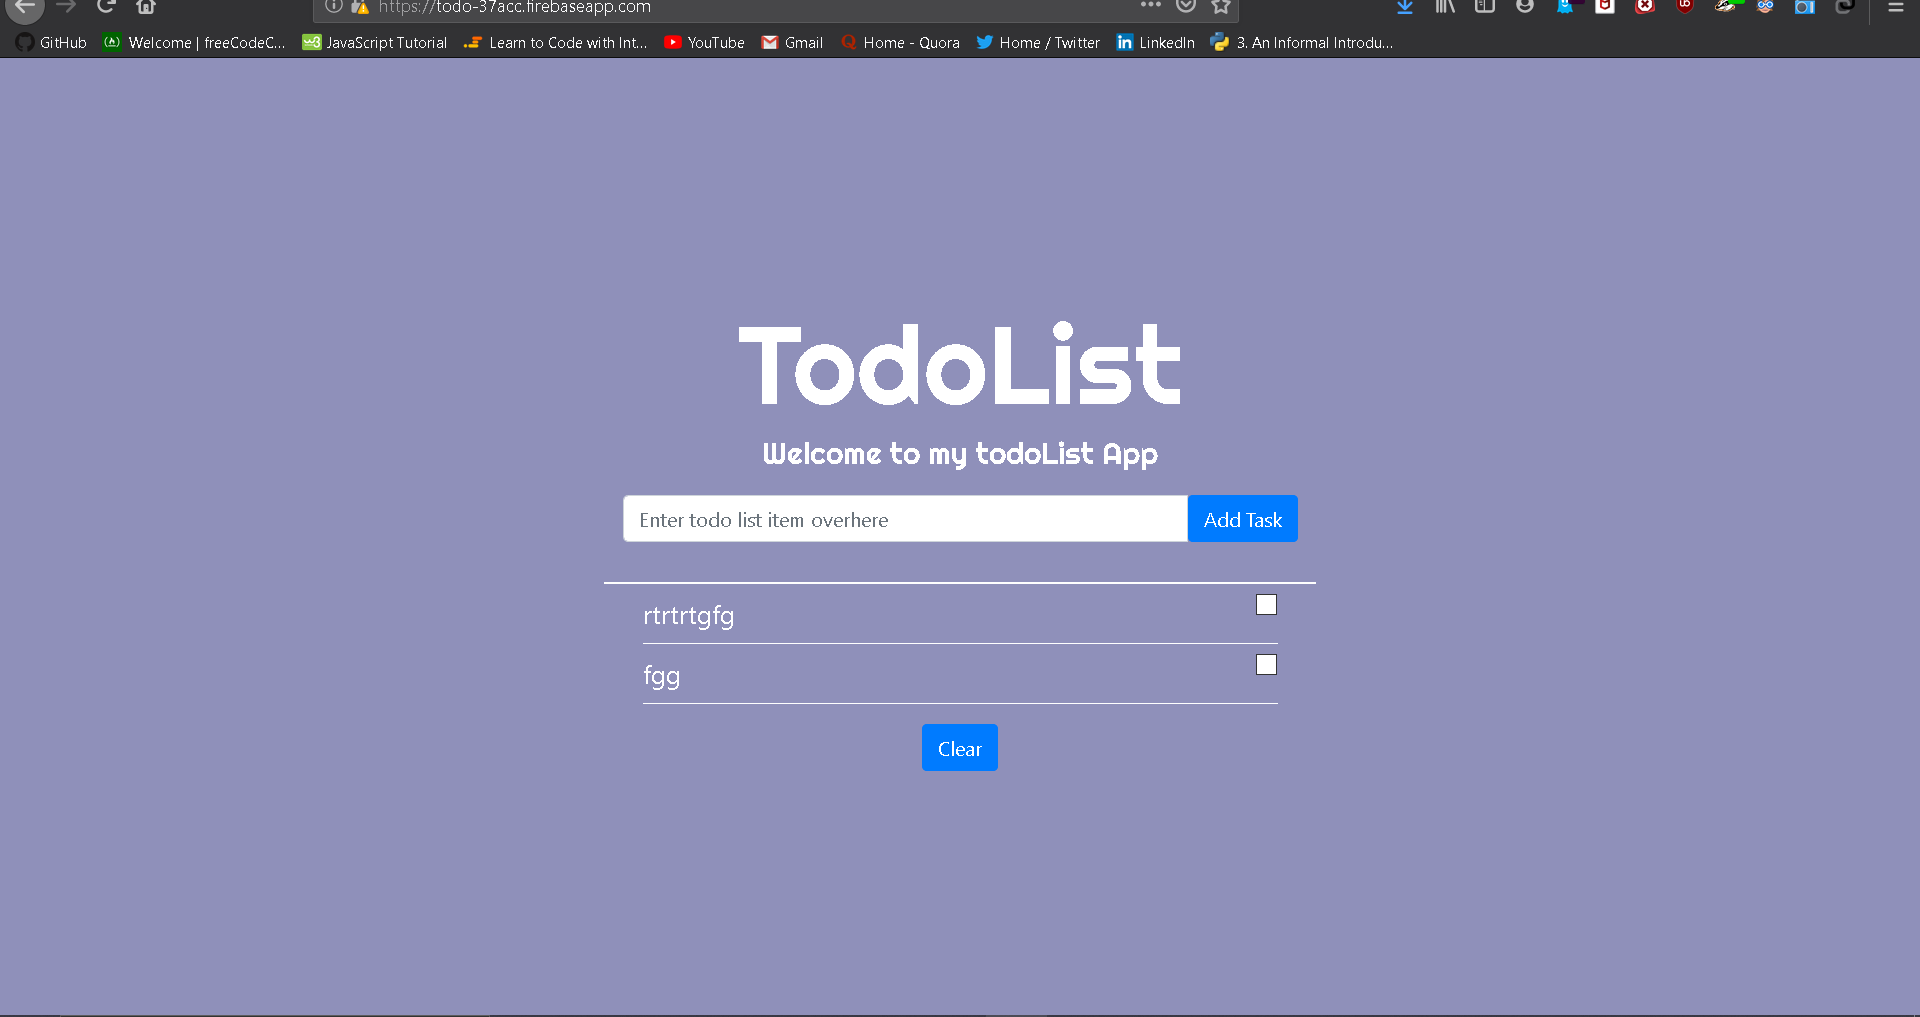 https://todo-37acc.firebaseapp.com
GitHub Welcome | freeCodeC... JavaScript Tutorial Learn to Code with Int... YouTube Gmail Home - Quora Home / Twitter LinkedIn 3. An Informal Introdu...
TodoList
Welcome to my todoList App
Enter todo list item overhere Add Task
rtrtrtgfg
fgg
Clear